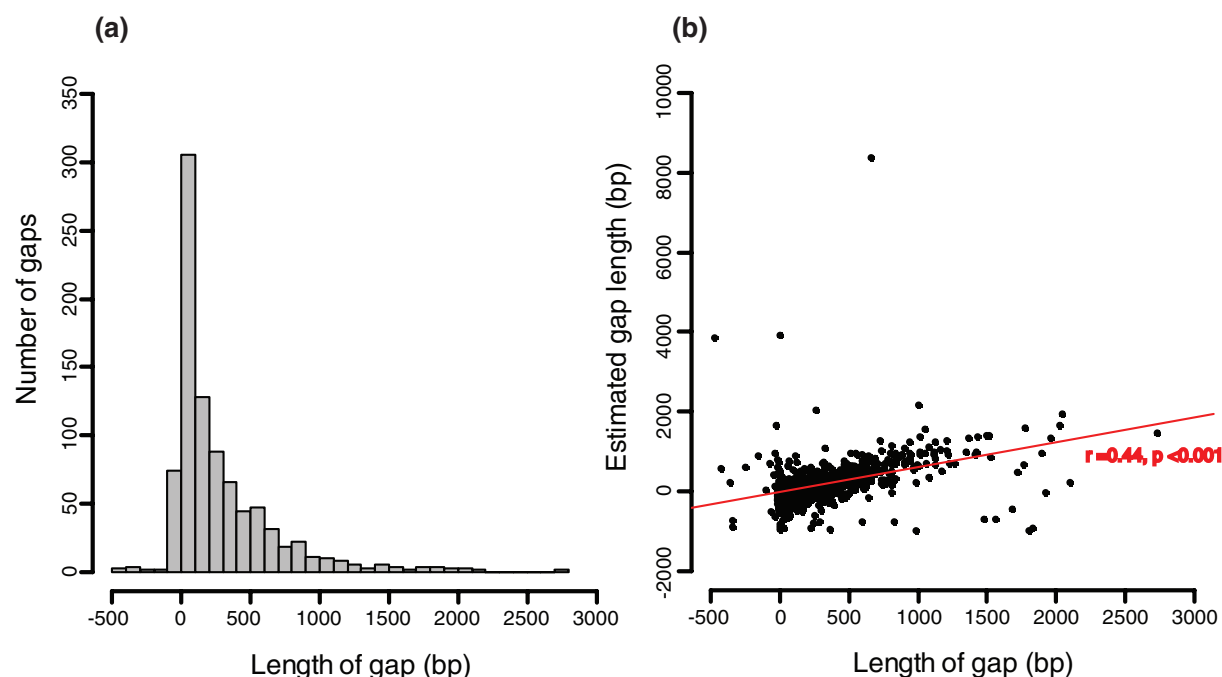 (a)
350
300
250
200
150
100
50
0
Number of gaps
-500 0 500 1000 1500 2000 2500 3000
Length of gap (bp)
(b)
10000
8000
6000
4000
2000
0
-2000
Estimated gap length (bp)
r =0.44, p <0.001
-500 0 500 1000 1500 2000 2500 3000
Length of gap (bp)